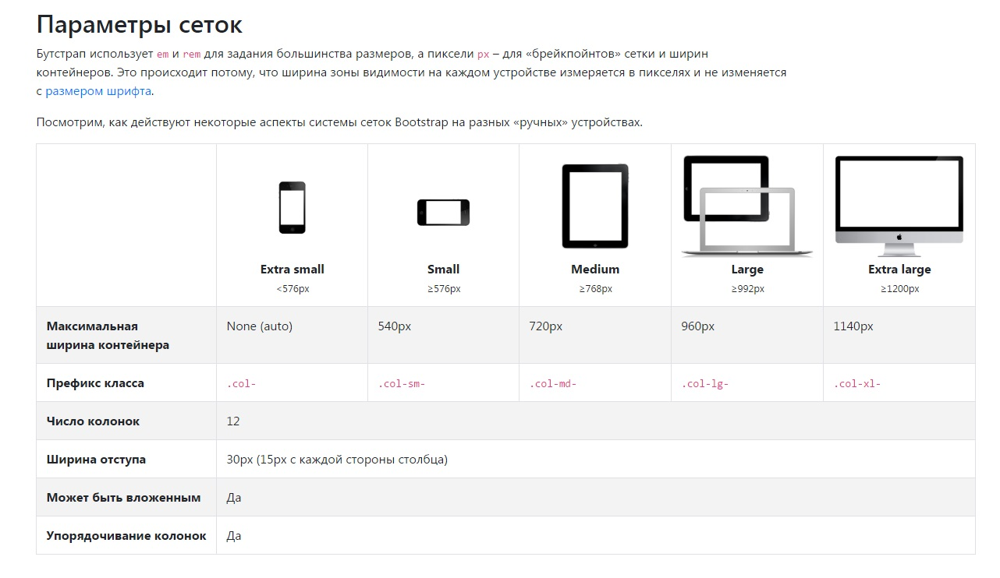 Параметры сеток
Бутстрап использует em и rem для задания большинства размеров, а пиксели px – для «брейкпойнтов» сетки и ширин
контейнеров. Это происходит потому, что ширина зоны видимости на каждом устройстве измеряется в пикселях и не изменяется
с размером шрифта.
Посмотрим, как действуют некоторые аспекты системы сеток Bootstrap на разных «ручных» устройствах.
Extra small Small Medium Large Extra large
<576px ≥576px ≥768px ≥992px ≥1200px
Максимальная None (auto) 540px 720px 960px 1140px
ширина контейнера
Префикс класса .col- .col-sm- .col-md- .col-lg- .col-xl-
Число колонок 12
Ширина отступа 30px (15px с каждой стороны столбца)
Может быть вложенным Да
Упорядочивание колонок Да